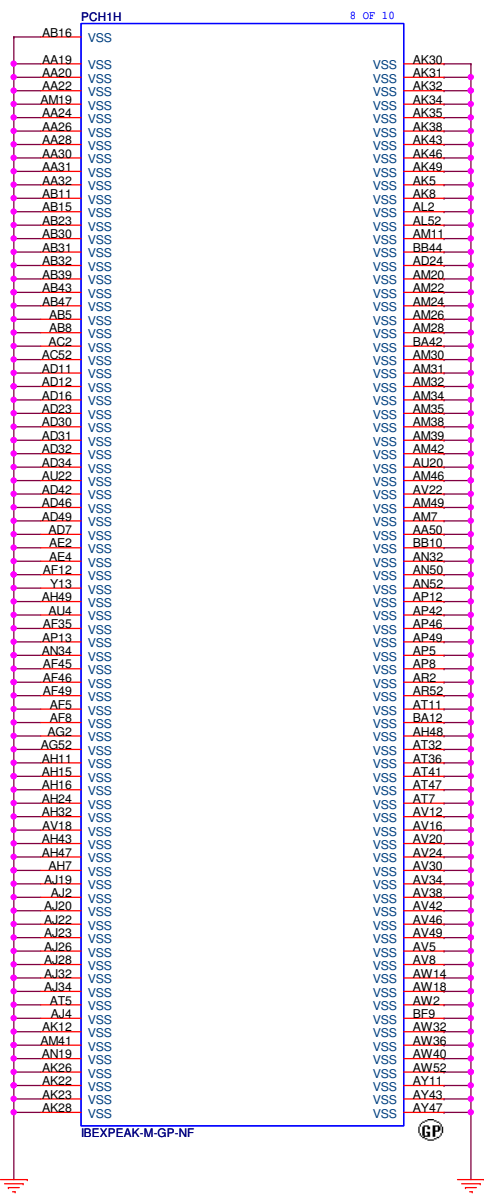 PCH1H 8 OF 10
AB16 VSS
AA19 VSS VSS AK30
AA20 VSS VSS AK31
AA22 VSS VSS AK32
AM19 VSS VSS AK34
AA24 VSS VSS AK35
AA26 VSS VSS AK38
AA28 VSS VSS AK43
AA30 VSS VSS AK46
AA31 VSS VSS AK49
AA32 VSS VSS AK5
AB11 VSS VSS AK8
AB15 VSS VSS AL2
AB23 VSS VSS AL52
AB30 VSS VSS AM11
AB31 VSS VSS BB44
AB32 VSS VSS AD24
AB39 VSS VSS AM20
AB43 VSS VSS AM22
AB47 VSS VSS AM24
AB5 VSS VSS AM26
AB8 VSS VSS AM28
AC2 VSS VSS BA42
AC52 VSS VSS AM30
AD11 VSS VSS AM31
AD12 VSS VSS AM32
AD16 VSS VSS AM34
AD23 VSS VSS AM35
AD30 VSS VSS AM38
AD31 VSS VSS AM39
AD32 VSS VSS AM42
AD34 VSS VSS AU20
AU22 VSS VSS AM46
AD42 VSS VSS AV22
AD46 VSS VSS AM49
AD49 VSS VSS AM7
AD7 VSS VSS AA50
AE2 VSS VSS BB10
AE4 VSS VSS AN32
AF12 VSS VSS AN50
Y13 VSS VSS AN52
AH49 VSS VSS AP12
AU4 VSS VSS AP42
AF35 VSS VSS AP46
AP13 VSS VSS AP49
AN34 VSS VSS AP5
AF45 VSS VSS AP8
AF46 VSS VSS AR2
AF49 VSS VSS AR52
AF5 VSS VSS AT11
AF8 VSS VSS BA12
AG2 VSS VSS AH48
AG52 VSS VSS AT32
AH11 VSS VSS AT36
AH15 VSS VSS AT41
AH16 VSS VSS AT47
AH24 VSS VSS AT7
AH32 VSS VSS AV12
AV18 VSS VSS AV16
AH43 VSS VSS AV20
AH47 VSS VSS AV24
AH7 VSS VSS AV30
AJ19 VSS VSS AV34
AJ2 VSS VSS AV38
AJ20 VSS VSS AV42
AJ22 VSS VSS AV46
AJ23 VSS VSS AV49
AJ26 VSS VSS AV5
AJ28 VSS VSS AV8
AJ32 VSS VSS AW14
AJ34 VSS VSS AW18
AT5 VSS VSS AW2
AJ4 VSS VSS BF9
AK12 VSS VSS AW32
AM41 VSS VSS AW36
AN19 VSS VSS AW40
AK26 VSS VSS AW52
AK22 VSS VSS AY11
AK23 VSS VSS AY43
AK28 VSS VSS AY47
IBEXPEAK-M-GP-NF GP